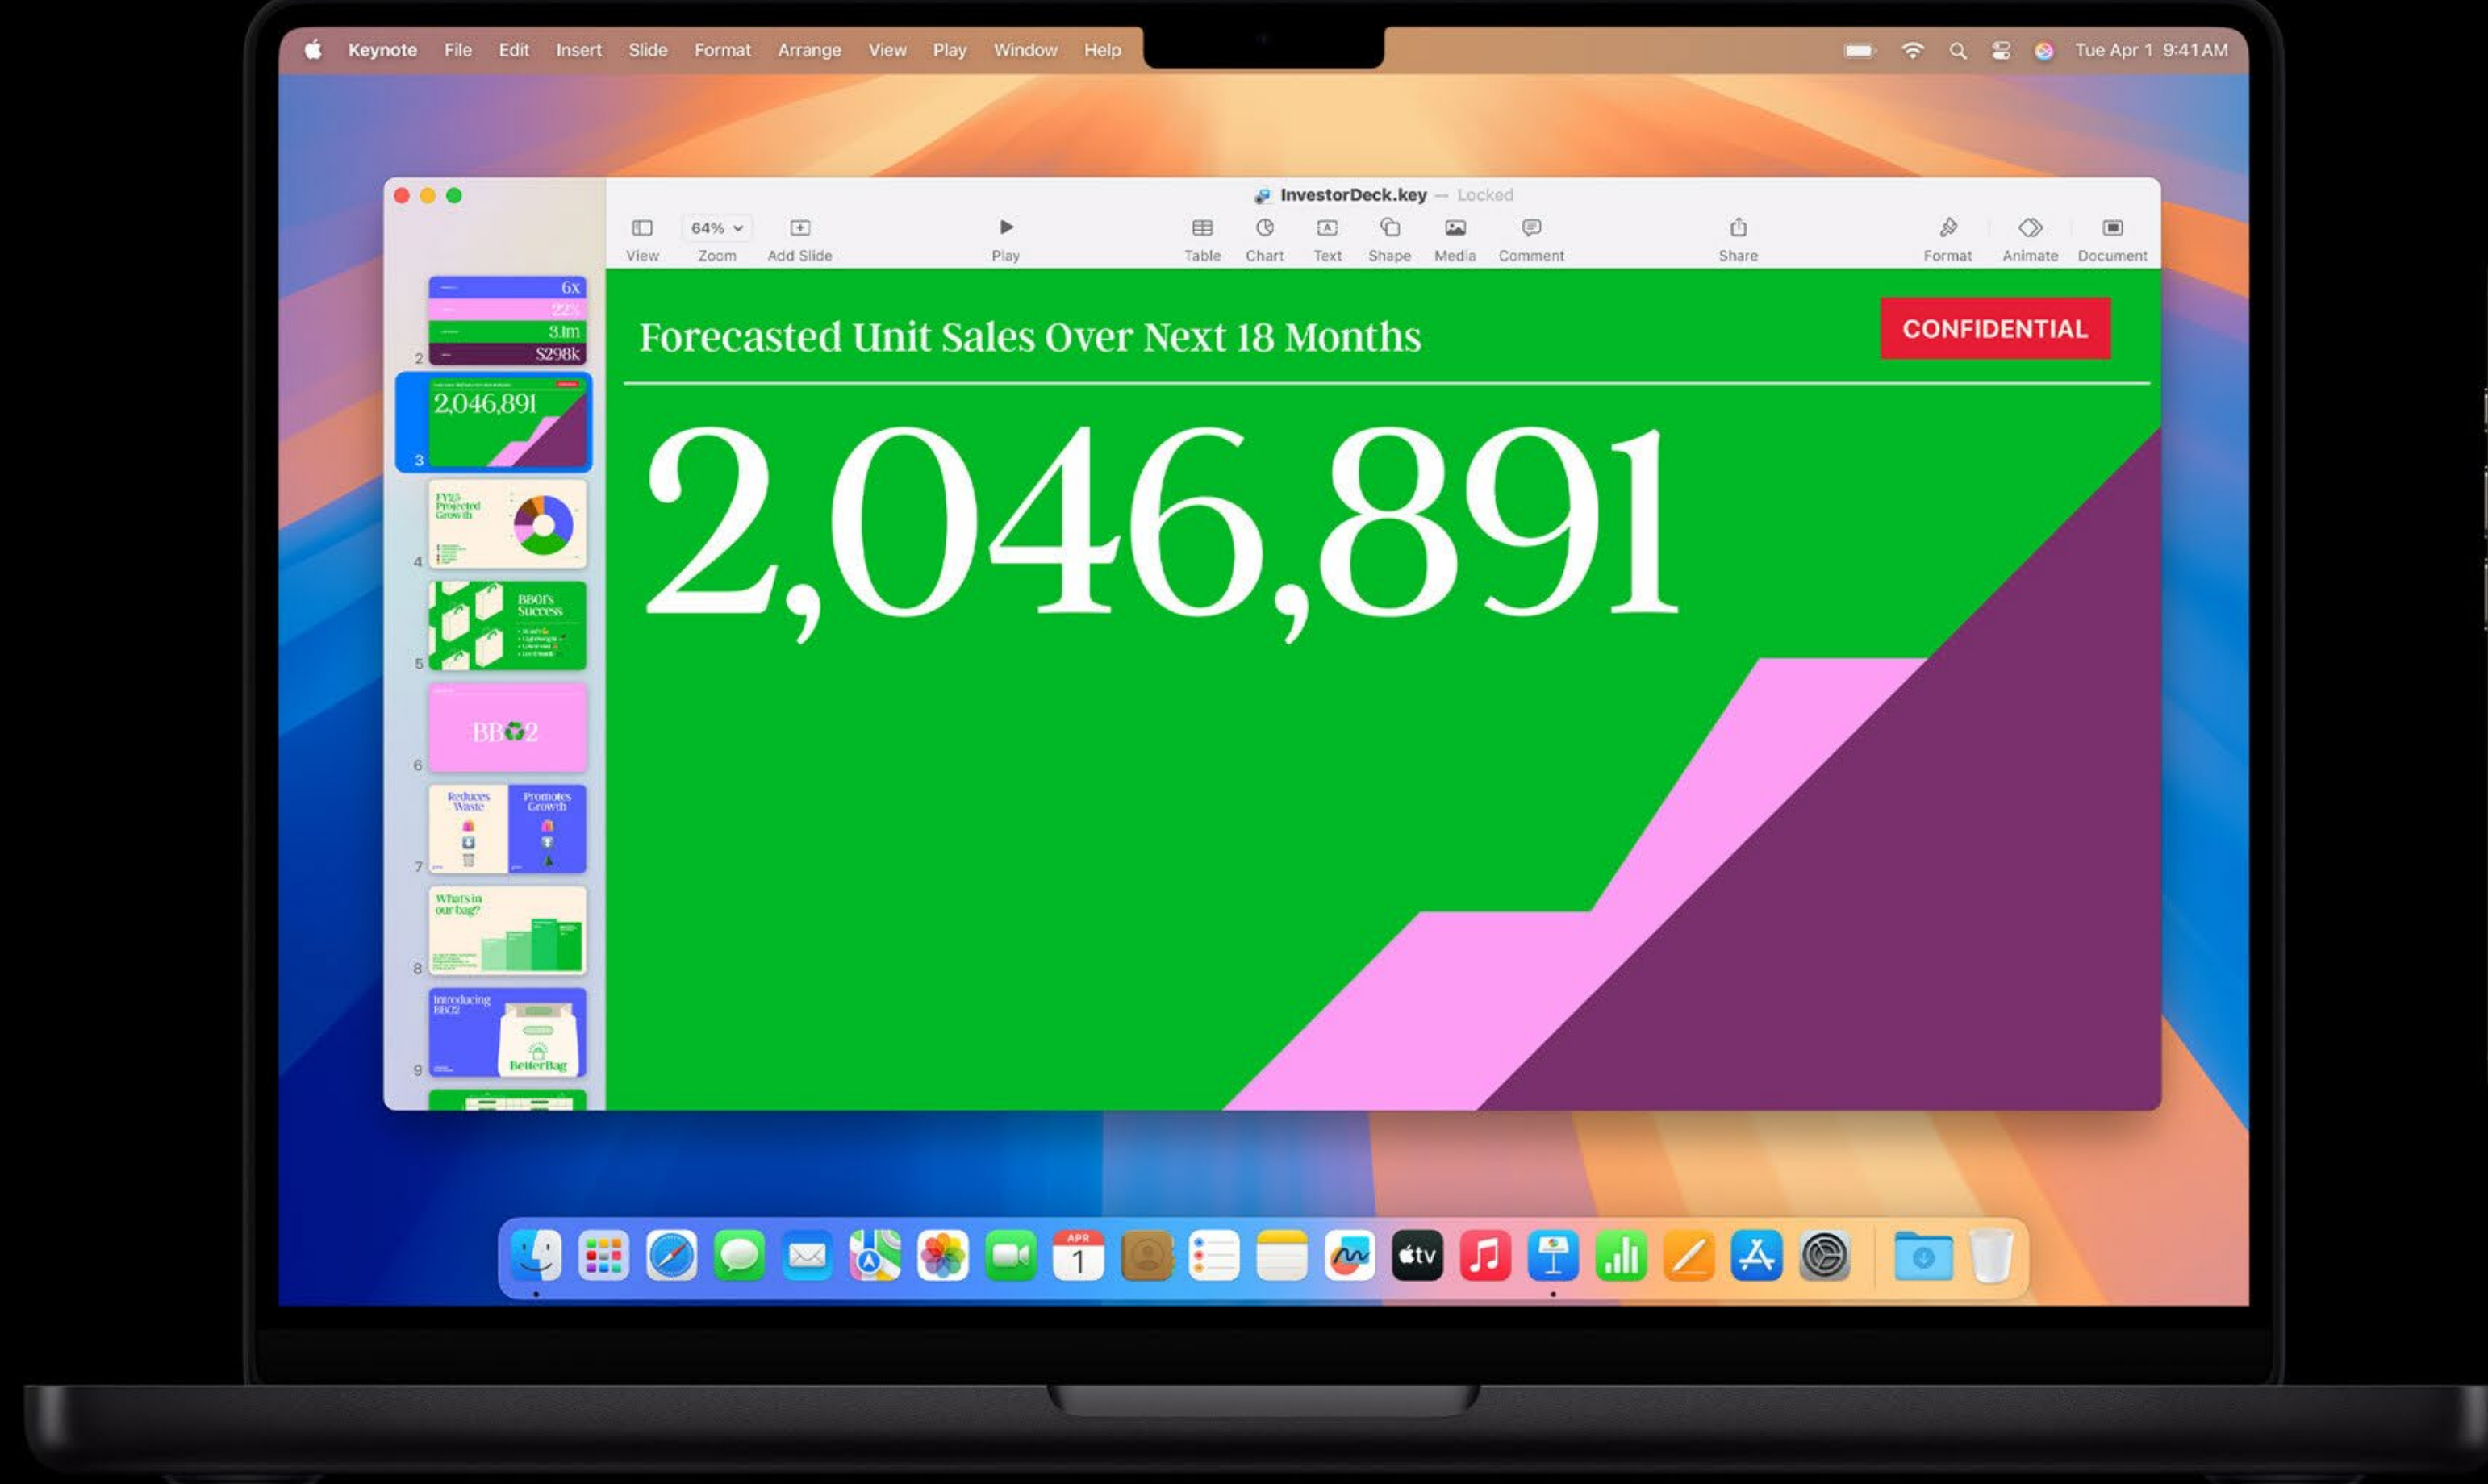 Keynote File Edit Insert Slide Format Arrange View Play Window Help
Tue Apr 1 9:41 AM
InvestorDeck.key — Locked
64%
View Zoom Add Slide Play Table Chart Text Shape Media Comment Share Format Animate Document
6x
22%
3.1m
$298k
2
2,046,891
3
FY25
Projected
Growth
4
BB01's
Success
5
BB♻2
6
Reduces
Waste
Promotes
Growth
7
What's in
our bag?
8
Introducing
BB02
BetterBag
9
Forecasted Unit Sales Over Next 18 Months
CONFIDENTIAL
2,046,891
APR
1
tv